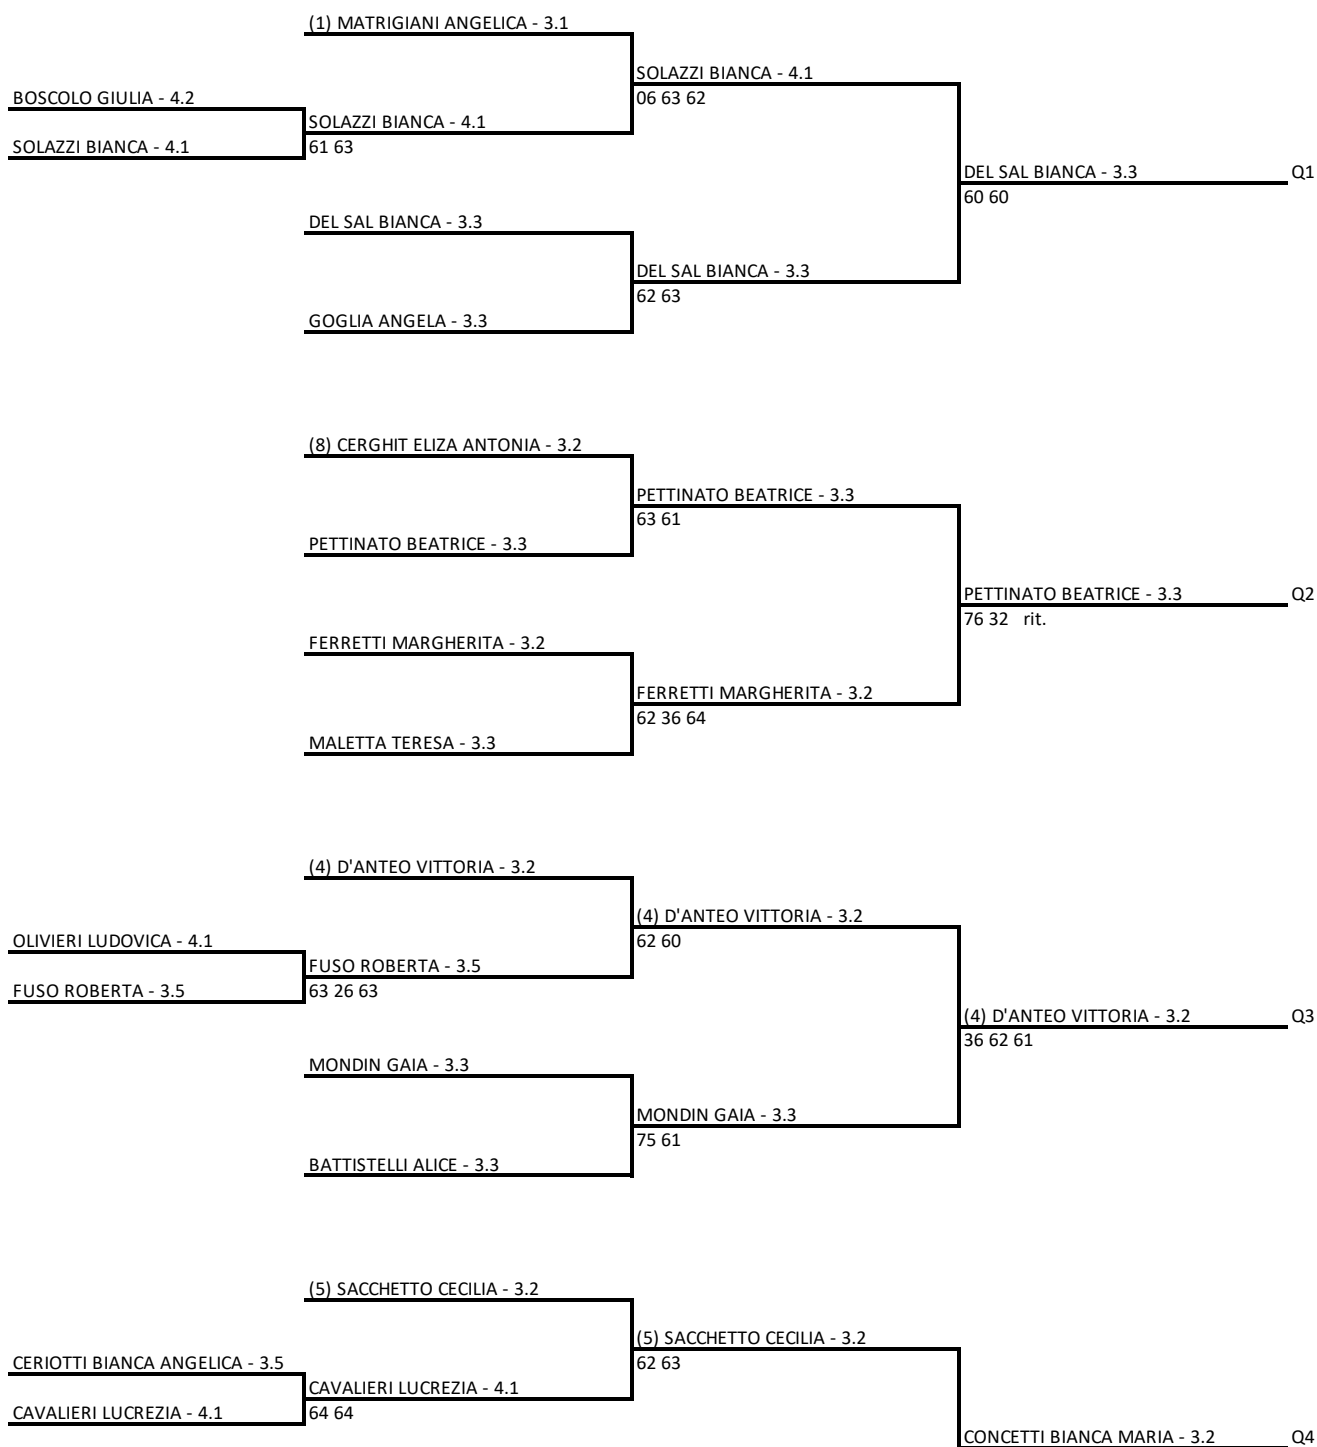 (1) MATRIGIANI ANGELICA - 3.1
SOLAZZI BIANCA - 4.1
BOSCOLO GIULIA - 4.2
06 63 62
SOLAZZI BIANCA - 4.1
SOLAZZI BIANCA - 4.1
61 63
DEL SAL BIANCA - 3.3
Q1
60 60
DEL SAL BIANCA - 3.3
DEL SAL BIANCA - 3.3
62 63
GOGLIA ANGELA - 3.3
(8) CERGHIT ELIZA ANTONIA - 3.2
PETTINATO BEATRICE - 3.3
63 61
PETTINATO BEATRICE - 3.3
PETTINATO BEATRICE - 3.3
Q2
76 32 rit.
FERRETTI MARGHERITA - 3.2
FERRETTI MARGHERITA - 3.2
62 36 64
MALETTA TERESA - 3.3
(4) D'ANTEO VITTORIA - 3.2
(4) D'ANTEO VITTORIA - 3.2
OLIVIERI LUDOVICA - 4.1
62 60
FUSO ROBERTA - 3.5
FUSO ROBERTA - 3.5
63 26 63
(4) D'ANTEO VITTORIA - 3.2
Q3
36 62 61
MONDIN GAIA - 3.3
MONDIN GAIA - 3.3
75 61
BATTISTELLI ALICE - 3.3
(5) SACCHETTO CECILIA - 3.2
(5) SACCHETTO CECILIA - 3.2
CERIOTTI BIANCA ANGELICA - 3.5
62 63
CAVALIERI LUCREZIA - 4.1
CAVALIERI LUCREZIA - 4.1
64 64
CONCETTI BIANCA MARIA - 3.2
Q4